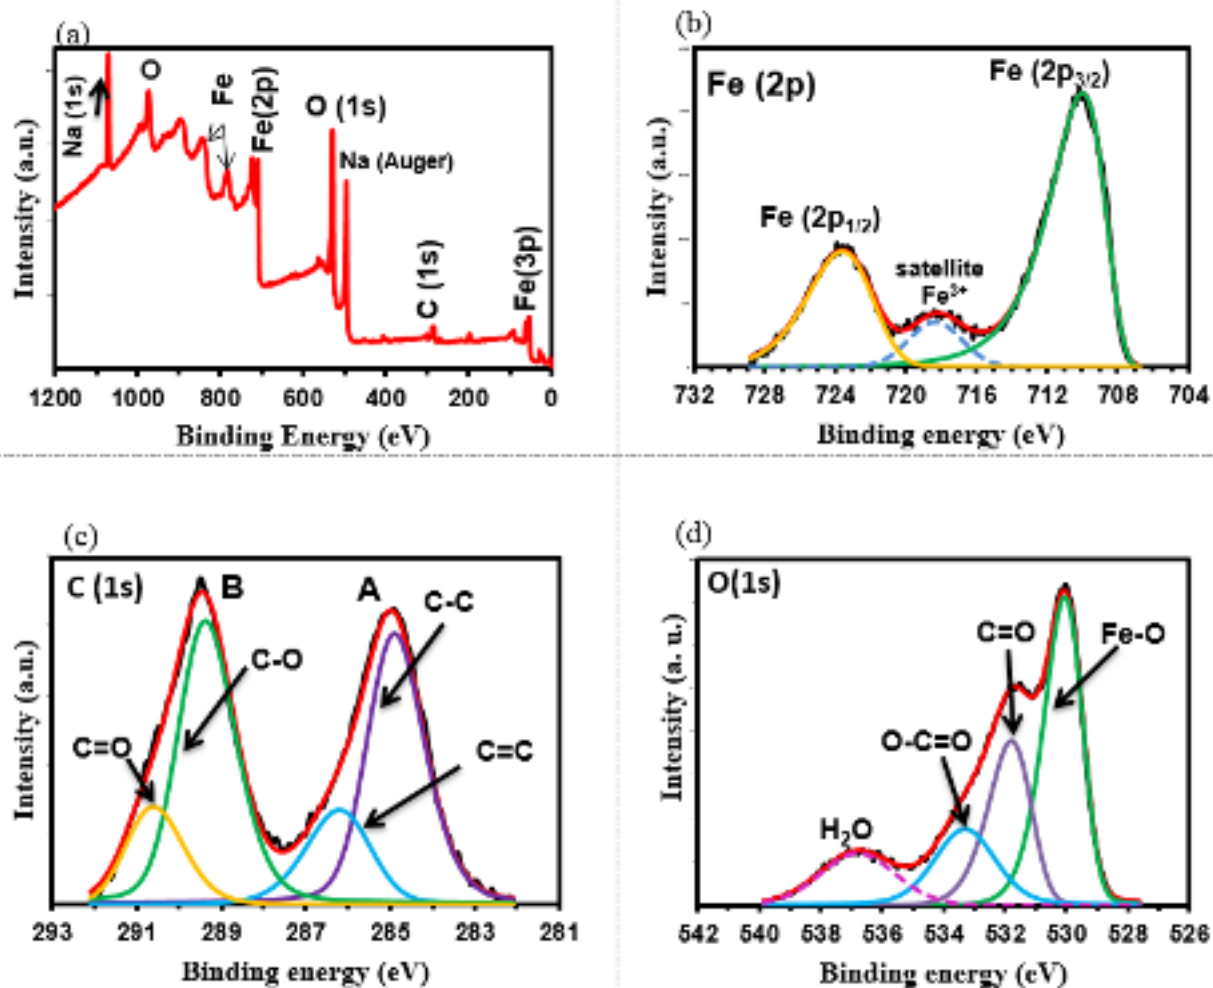 (a)
Na (1s)
O
Fe
Fe(2p)
O (1s)
Na (Auger)
C (1s)
Fe(3p)
Intensity (a.u.)
1200 1000 800 600 400 200 0
Binding Energy (eV)
(b)
Fe (2p)
Fe (2p3/2)
Fe (2p1/2)
satellite
Fe3+
Intensity (a.u.)
732 728 724 720 716 712 708 704
Binding energy (eV)
(c)
C (1s)
B
A
C-C
C-O
C=O
C=C
Intensity (a.u.)
293 291 289 287 285 283 281
Binding energy (eV)
(d)
O(1s)
C=O
Fe-O
O-C=O
H2O
Intensity (a. u.)
542 540 538 536 534 532 530 528 526
Binding energy (eV)